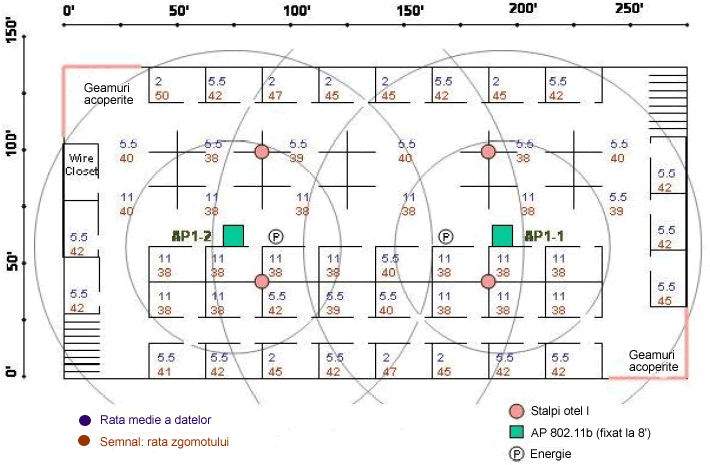 0' 50' 100' 150' 200' 250'
150'
100'
50'
0'
Geamuri
acoperite
2 5.5 2 2 2 5.5 2 5.5
50 42 47 45 45 42 45 42
5.5 5.5 5.5 5.5 5.5 5.5
40 38 39 40 38 40
Wire
Closet
5.5
42
11 11 11 11 11 5.5
40 38 38 38 38 39
AP1-2 P P AP1-1
5.5
42
5.5
42
11 11 11 11 5.5 11 11 11
38 38 38 38 40 38 38 38
5.5
42
11 11 5.5 5.5 5.5 11 11 11
38 38 42 39 40 38 38 38
5.5
45
5.5 5.5 2 5.5 2 2 5.5 5.5
41 42 45 42 47 45 42 42
Geamuri
acoperite
Rata medie a datelor
Semnal: rata zgomotului
Stalpi otel I
AP 802.11b (fixat la 8')
P Energie